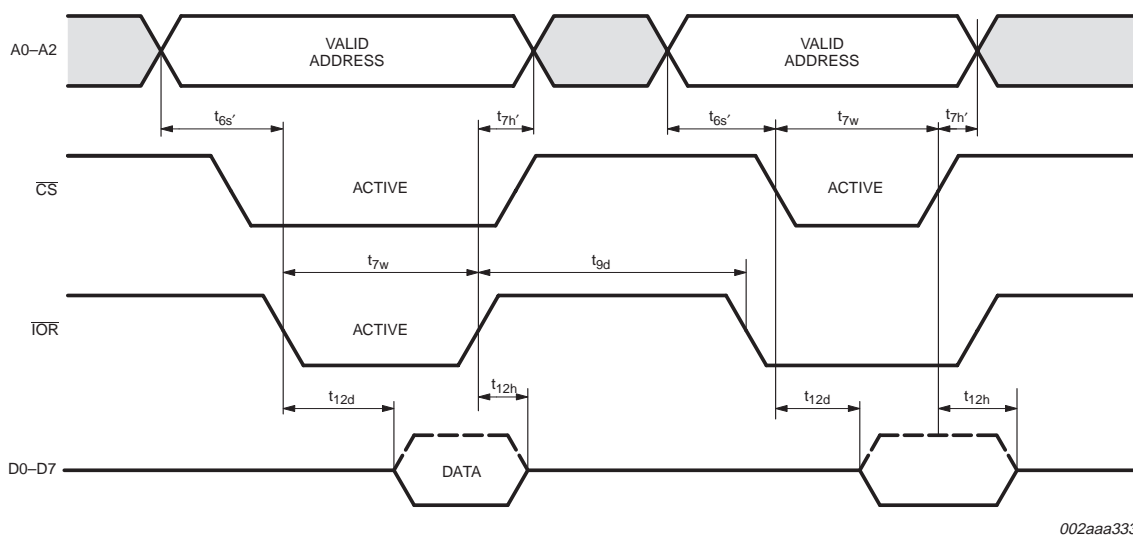 A0–A2
VALID
ADDRESS
VALID
ADDRESS
t6s′
t7h′
t6s′
t7w
t7h′
CS
ACTIVE
ACTIVE
t7w
t9d
IOR
ACTIVE
t12d
t12h
t12d
t12h
D0–D7
DATA
002aaa333